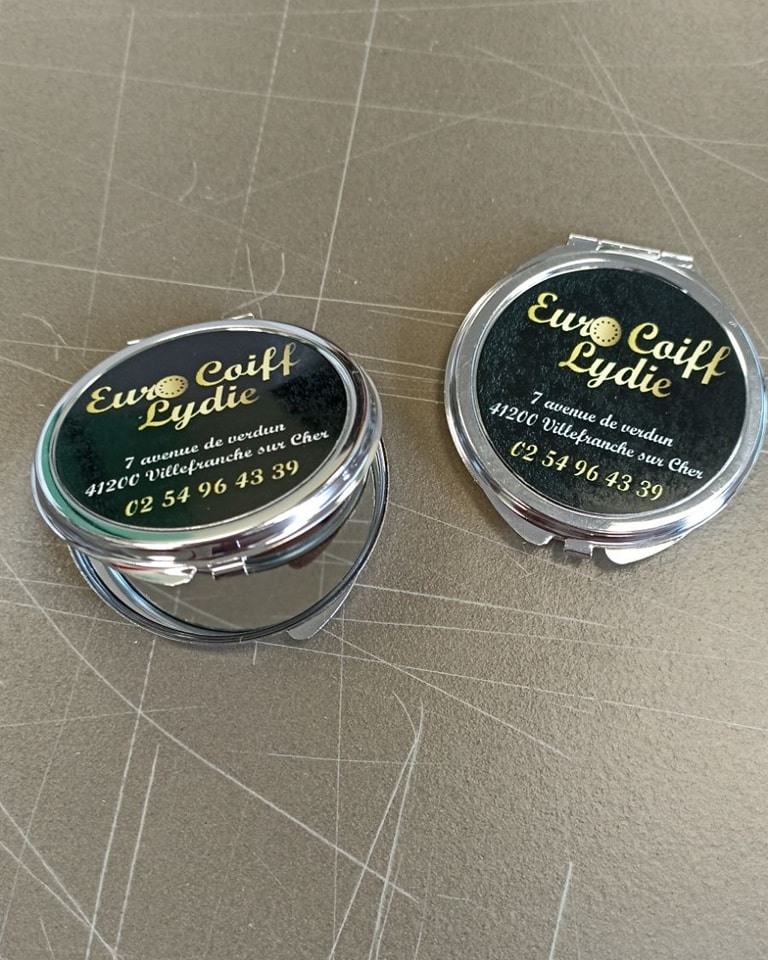 Euro Coiff
Lydie
7 avenue de verdun
41200 Villefranche sur Cher
02 54 96 43 39
Euro Coiff
Lydie
7 avenue de verdun
41200 Villefranche sur Cher
02 54 96 43 39